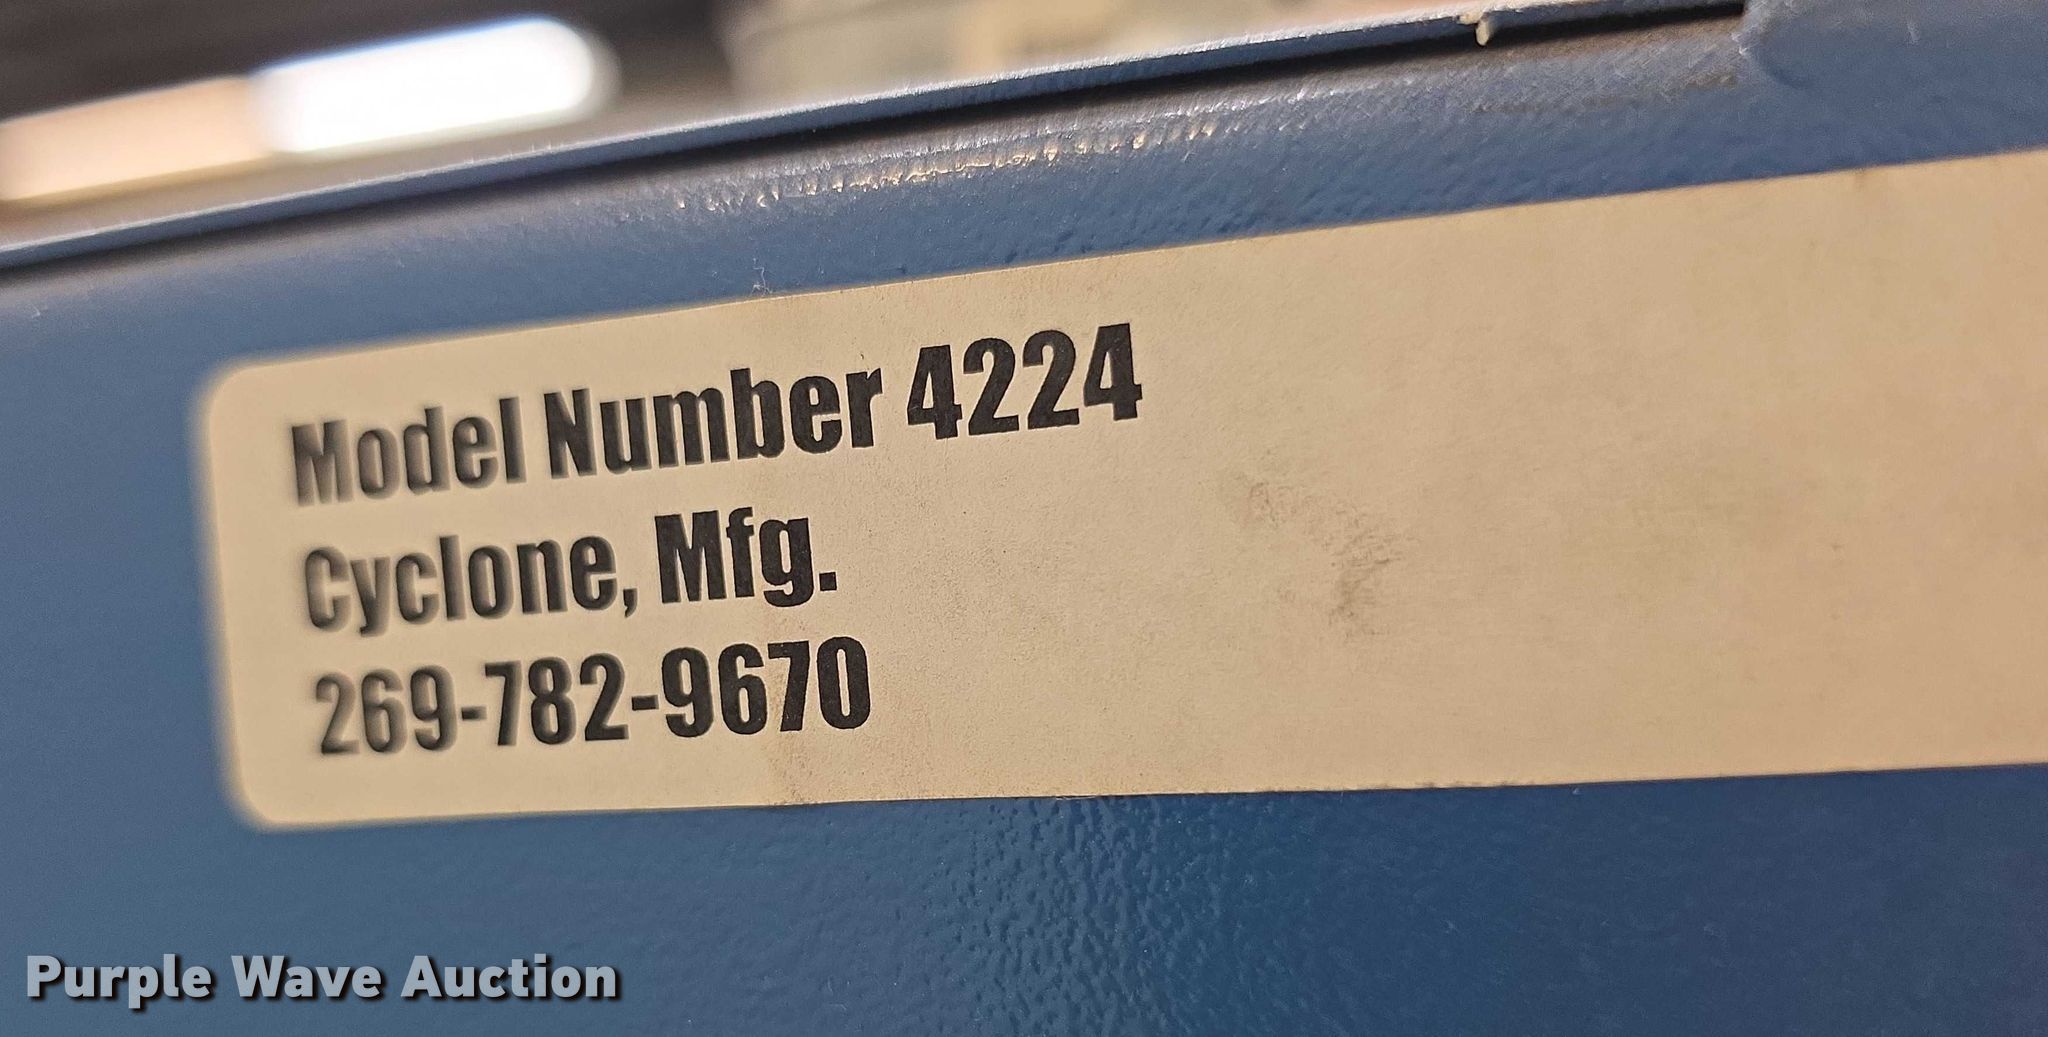 Model Number 4224
Cyclone, Mfg.
269-782-9670
Purple Wave Auction